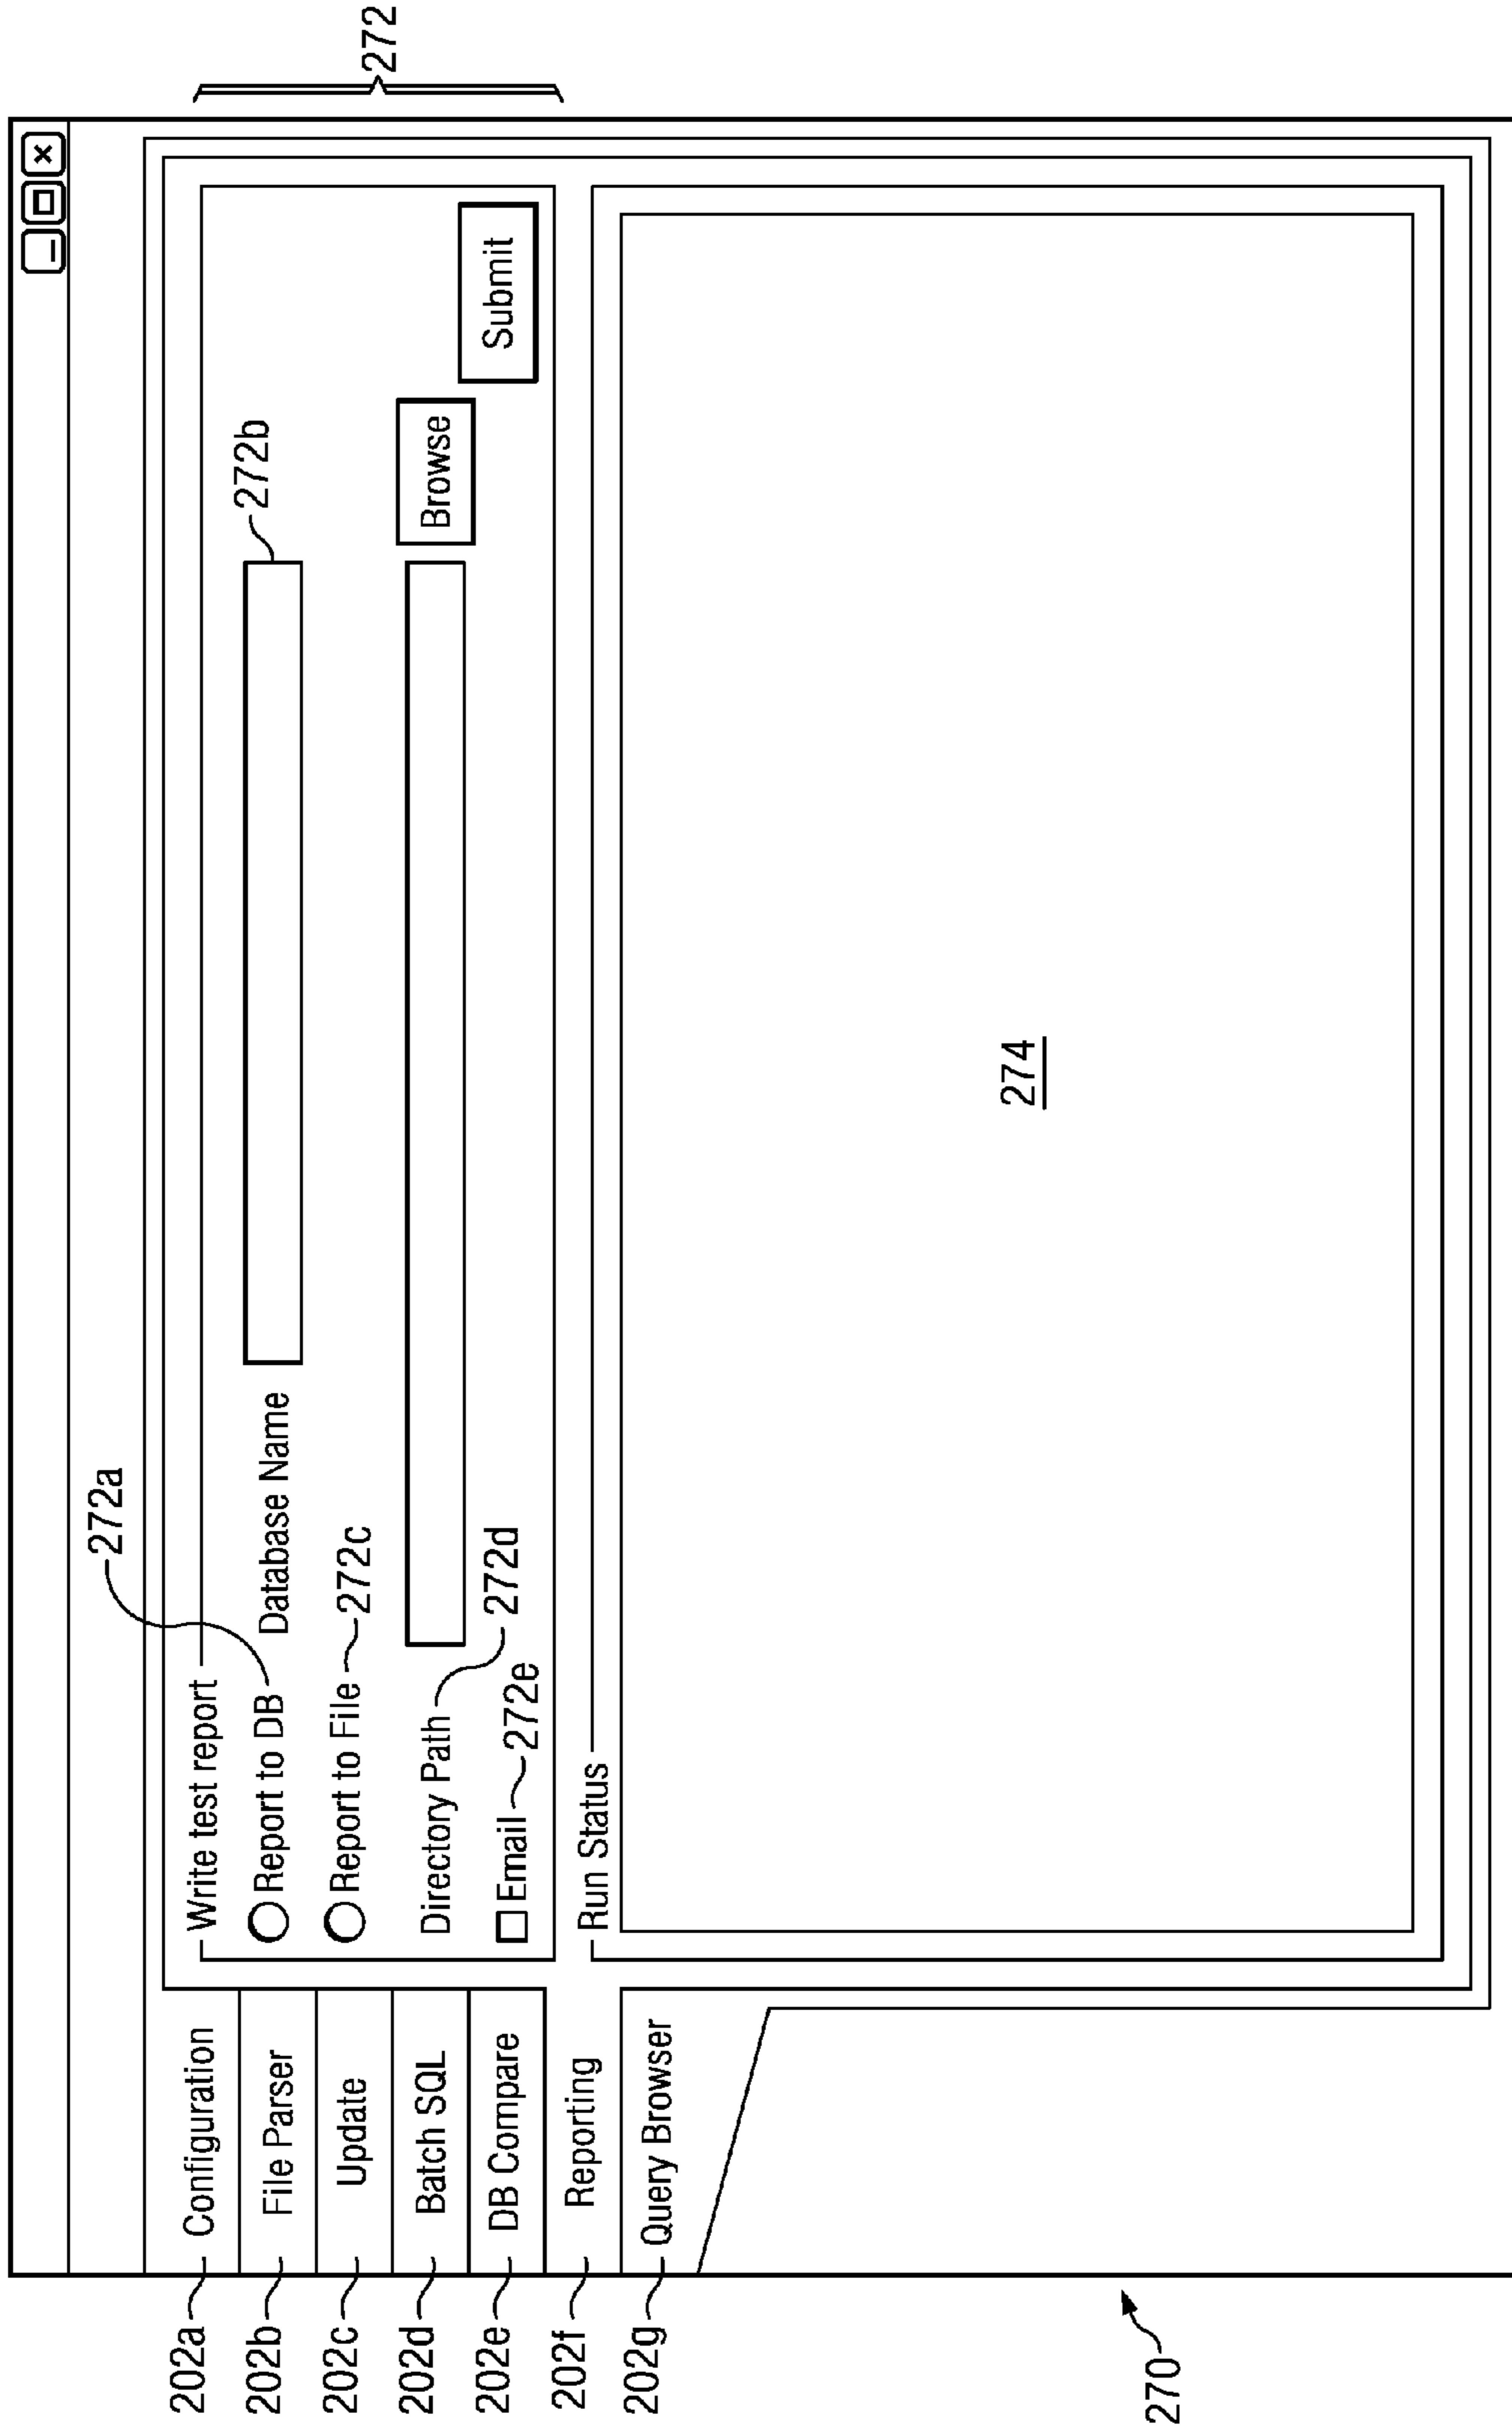 272a
272b
272
202a Configuration
Write test report
202b File Parser
Report to DB Database Name
202c Update
Report to File 272c
202d Batch SQL
Directory Path Browse
272d
202e DB Compare
Email 272e Submit
202f Reporting
Run Status
202g Query Browser
274
270